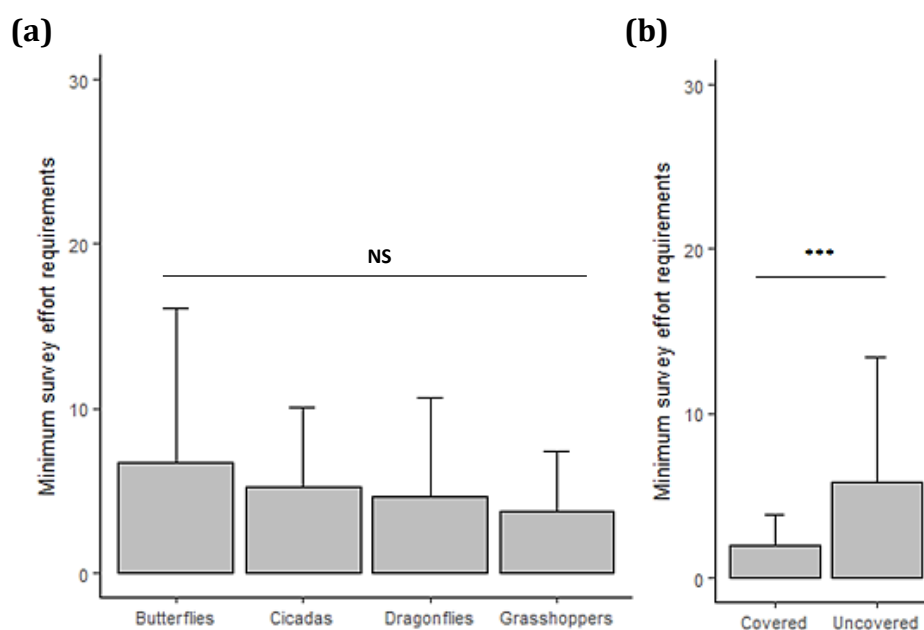 (a)
Minimum survey effort requirements
30
20
10
0
NS
Butterflies Cicadas Dragonflies Grasshoppers
(b)
Minimum survey effort requirements
30
20
10
0
***
Covered Uncovered